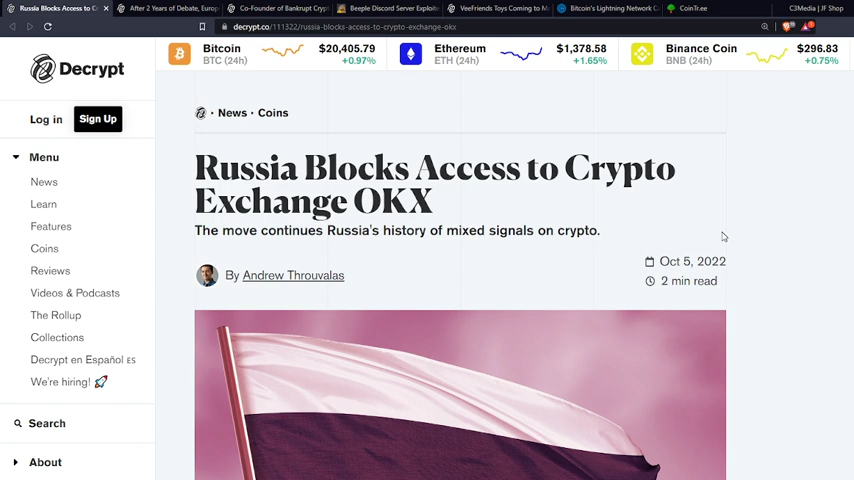 Russia Blocks Access to C
After 2 Years of Debate, Europ
Co-Founder of Bankrupt Crypt
Beeple Discord Server Exploite
VeeFriends Toys Coming to M
Bitcoin's Lightning Network C
CoinTr.ee
C3Media | JF Shop
decrypt.co/111322/russia-blocks-access-to-crypto-exchange-okx
Decrypt
Bitcoin $20,405.79
BTC (24h) +0.97%
Ethereum $1,378.58
ETH (24h) +1.65%
Binance Coin $296.83
BNB (24h) +0.75%
Log in Sign Up
Menu
News
Learn
Features
Coins
Reviews
Videos & Podcasts
The Rollup
Collections
Decrypt en Español ES
We're hiring! 🚀
Search
About
· News · Coins
Russia Blocks Access to Crypto
Exchange OKX
The move continues Russia's history of mixed signals on crypto.
By Andrew Throuvalas
Oct 5, 2022
2 min read